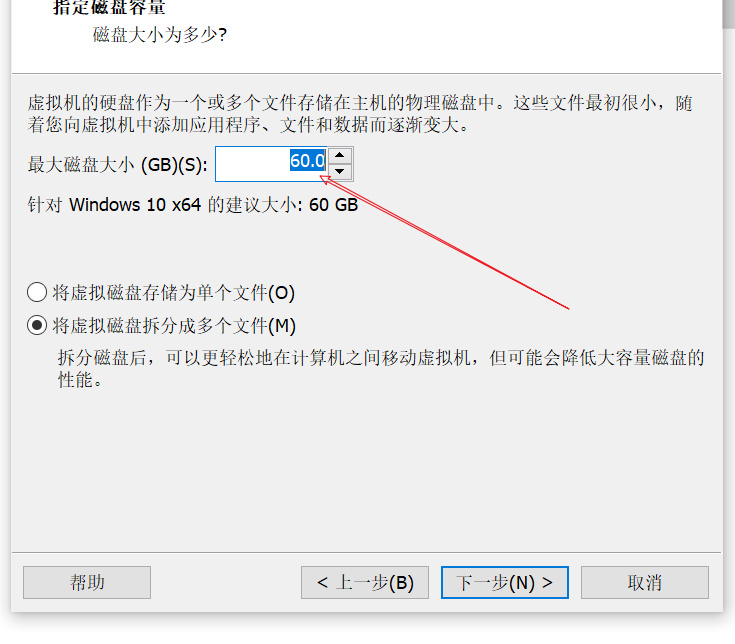 指定磁盘容量
磁盘大小为多少?
虚拟机的硬盘作为一个或多个文件存储在主机的物理磁盘中。这些文件最初很小，随
着您向虚拟机中添加应用程序、文件和数据而逐渐变大。
最大磁盘大小 (GB)(S): 60.0
针对 Windows 10 x64 的建议大小: 60 GB
将虚拟磁盘存储为单个文件(O)
将虚拟磁盘拆分成多个文件(M)
拆分磁盘后，可以更轻松地在计算机之间移动虚拟机，但可能会降低大容量磁盘的
性能。
帮助 < 上一步(B) 下一步(N) > 取消